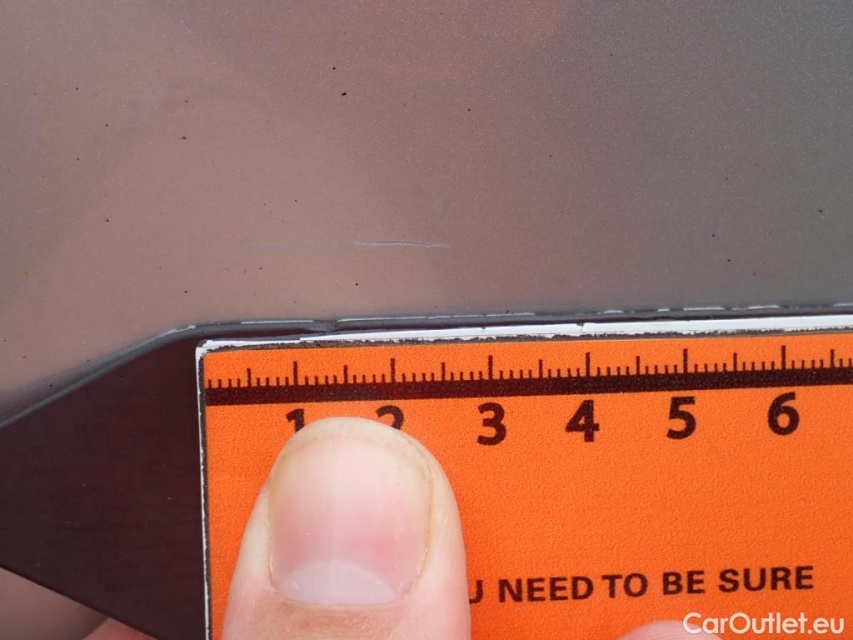 1 2 3 4 5 6
U NEED TO BE SURE
CarOutlet.eu